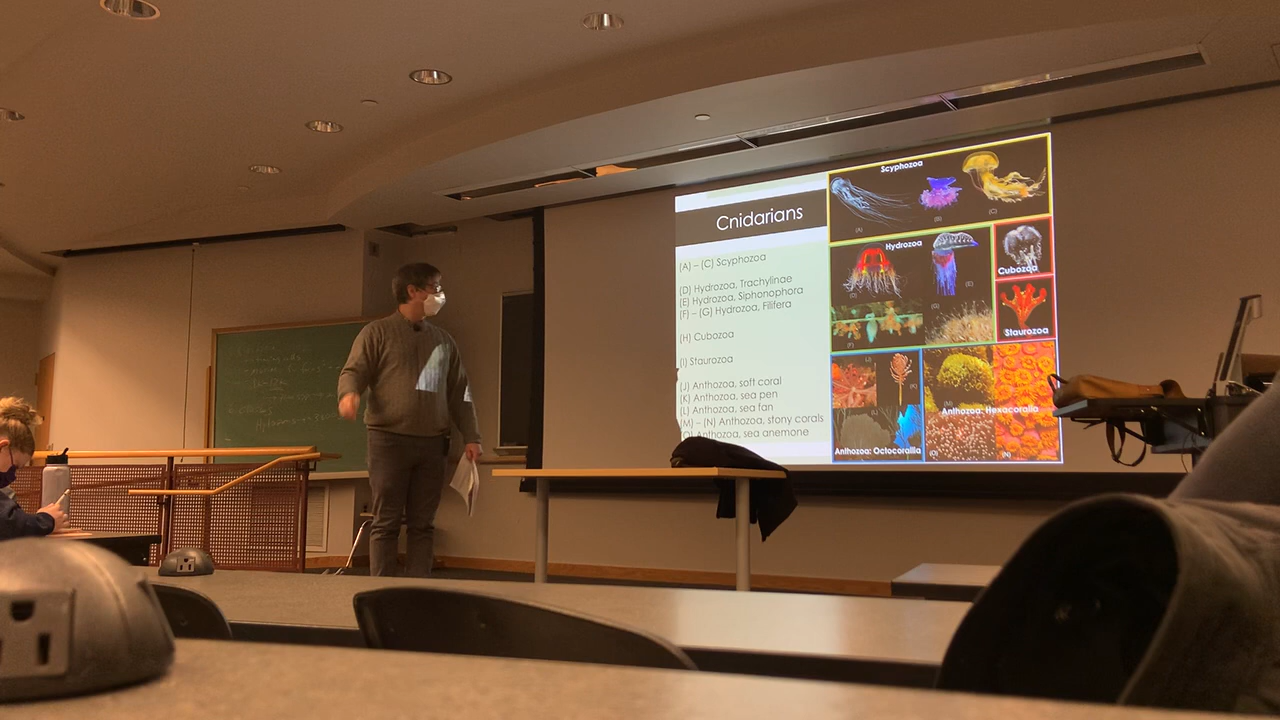 Cnidarians
(A) – (C) Scyphozoa
(D) Hydrozoa, Trachylinae
(E) Hydrozoa, Siphonophora
(F) – (G) Hydrozoa, Filifera
(H) Cubozoa
(I) Staurozoa
(J) Anthozoa, soft coral
(K) Anthozoa, sea pen
(L) Anthozoa, sea fan
(M) – (N) Anthozoa, stony corals
(O) Anthozoa, sea anemone
Scyphozoa
(A)
(B)
(C)
Hydrozoa
(D)
(G)
(E)
(F)
Cubozoa
Staurozoa
(J)
(K)
(L)
Anthozoa: Octocorallia
(M)
Anthozoa: Hexacorallia
(O)
(N)